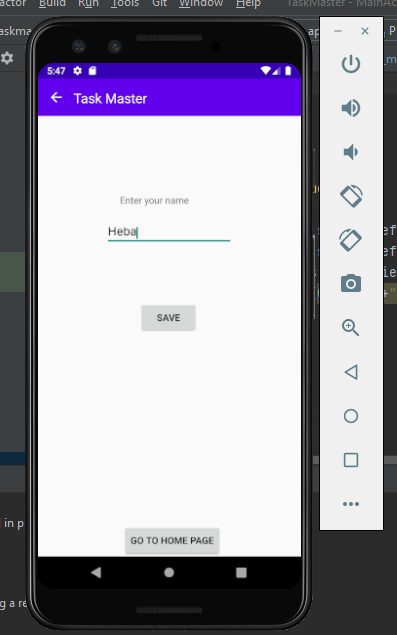 actor Build Run Tools Git Window Help TaskMaster - MainAc
5:47
Task Master
Enter your name
Heba
SAVE
GO TO HOME PAGE
in p
g a re